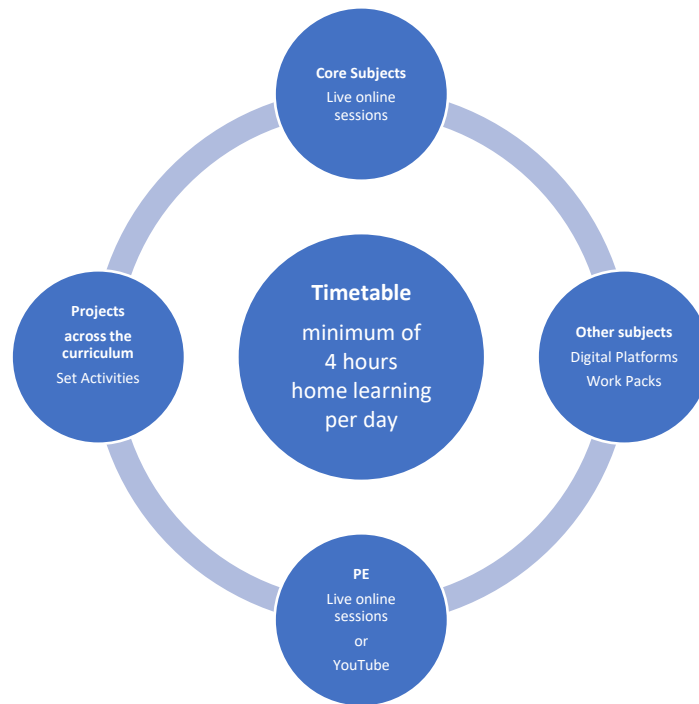 Core Subjects
Live online
sessions
Timetable
minimum of
4 hours
home learning
per day
Projects
across the
curriculum
Set Activities
Other subjects
Digital Platforms
Work Packs
PE
Live online
sessions
or
YouTube